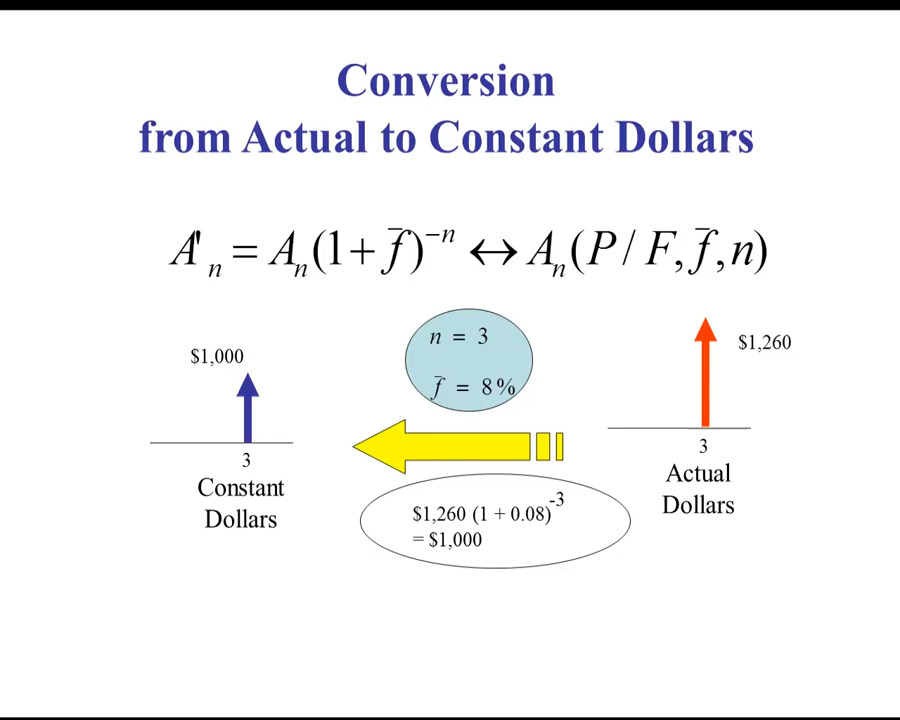 Conversion
from Actual to Constant Dollars
A'ₙ = Aₙ(1+ f̄)⁻ⁿ ↔ Aₙ(P / F, f̄, n)
$1,000
n = 3
f̄ = 8%
$1,260
3
Constant
Dollars
$1,260 (1 + 0.08)⁻³
= $1,000
3
Actual
Dollars